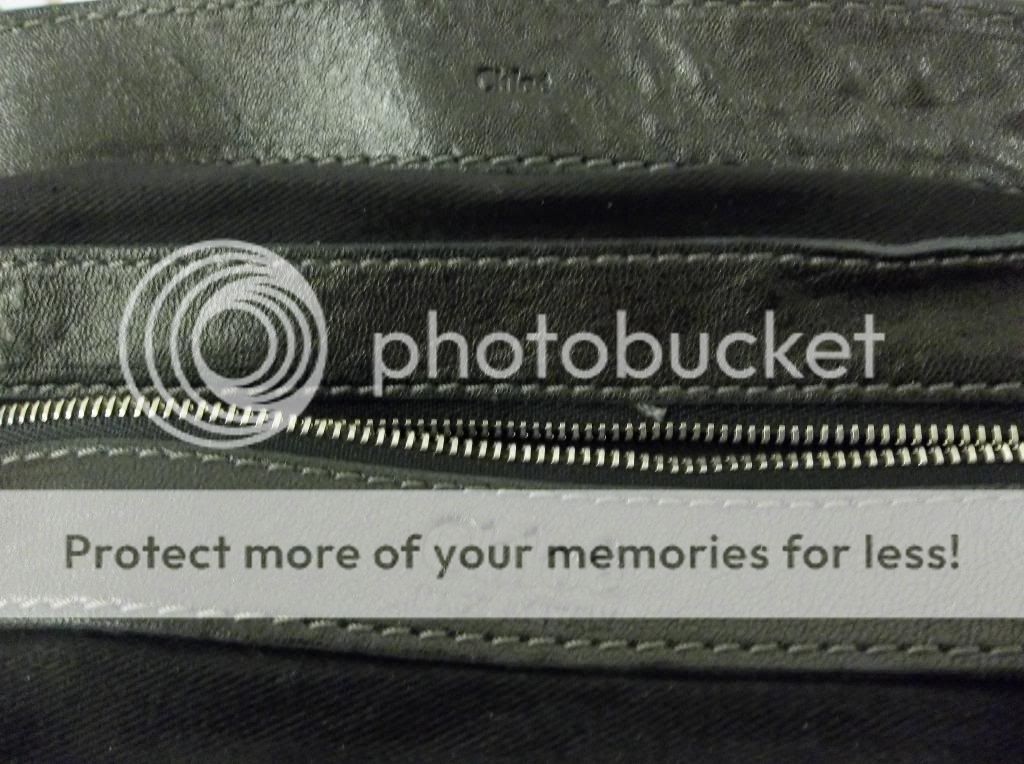 Chloé
photobucket
Protect more of your memories for less!